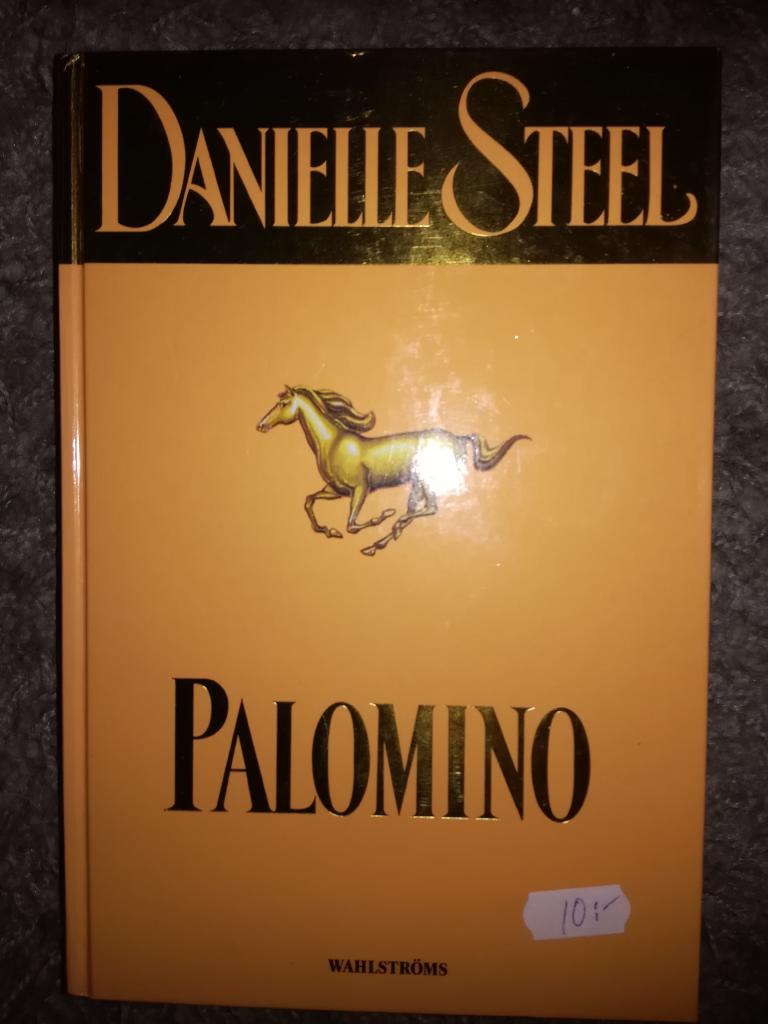 DANIELLE STEEL
PALOMINO
10:-
WAHLSTRÖMS